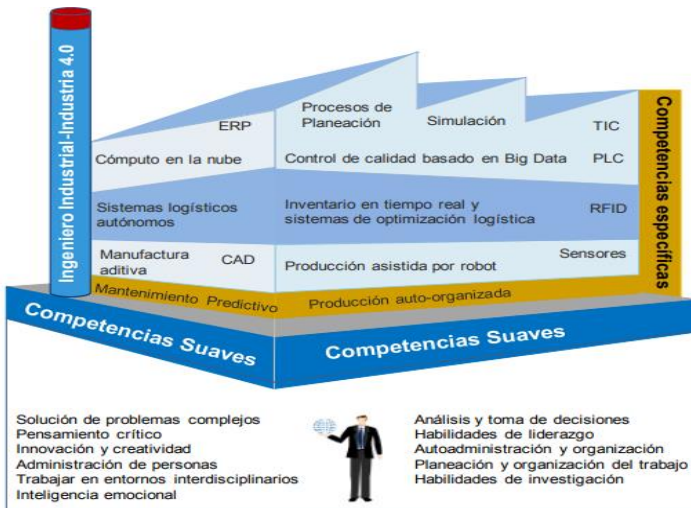 Ingeniero Industrial-Industria 4.0
ERP
Procesos de
Planeación
Simulación
TIC
Cómputo en la nube
Control de calidad basado en Big Data
PLC
Sistemas logísticos
autónomos
Inventario en tiempo real y
sistemas de optimización logística
RFID
Manufactura
aditiva
CAD
Producción asistida por robot
Sensores
Mantenimiento Predictivo
Producción auto-organizada
Competencias específicas
Competencias Suaves
Competencias Suaves
Solución de problemas complejos
Pensamiento crítico
Innovación y creatividad
Administración de personas
Trabajar en entornos interdisciplinarios
Inteligencia emocional
Análisis y toma de decisiones
Habilidades de liderazgo
Autoadministración y organización
Planeación y organización del trabajo
Habilidades de investigación